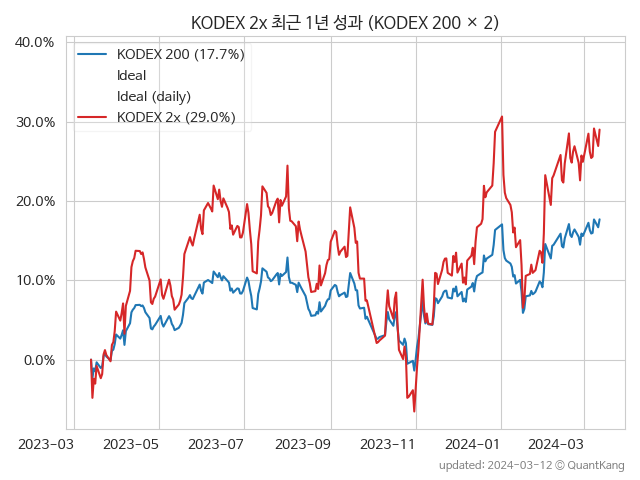 KODEX 2x 최근 1년 성과 (KODEX 200 × 2)
40.0%
30.0%
20.0%
10.0%
0.0%
KODEX 200 (17.7%)
Ideal
Ideal (daily)
KODEX 2x (29.0%)
2023-03
2023-05
2023-07
2023-09
2023-11
2024-01
2024-03
updated: 2024-03-12 © QuantKang